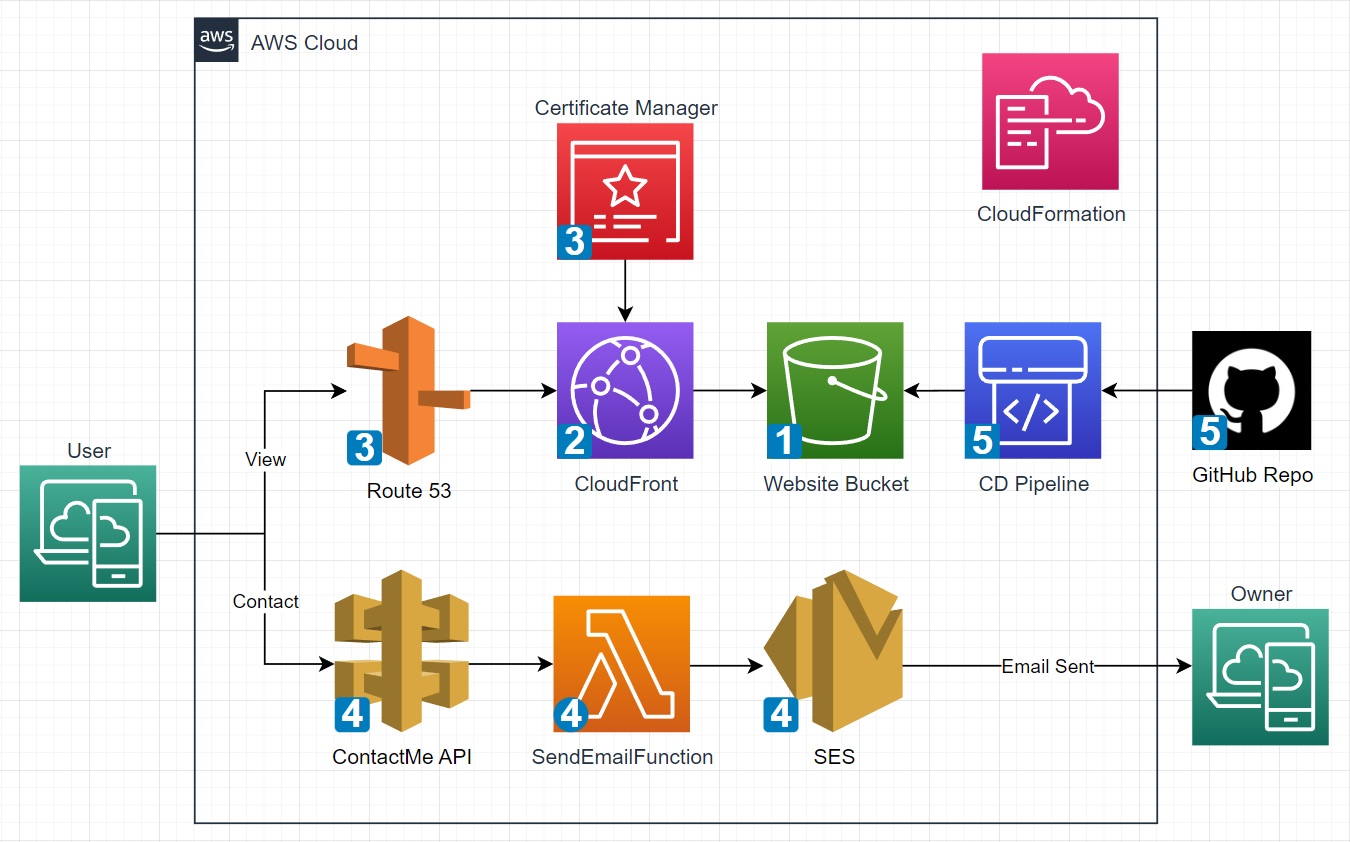 aws
AWS Cloud
Certificate Manager
3
CloudFormation
3
Route 53
2
CloudFront
1
Website Bucket
5
CD Pipeline
5
GitHub Repo
User
View
Contact
4
ContactMe API
4
SendEmailFunction
4
SES
Email Sent
Owner